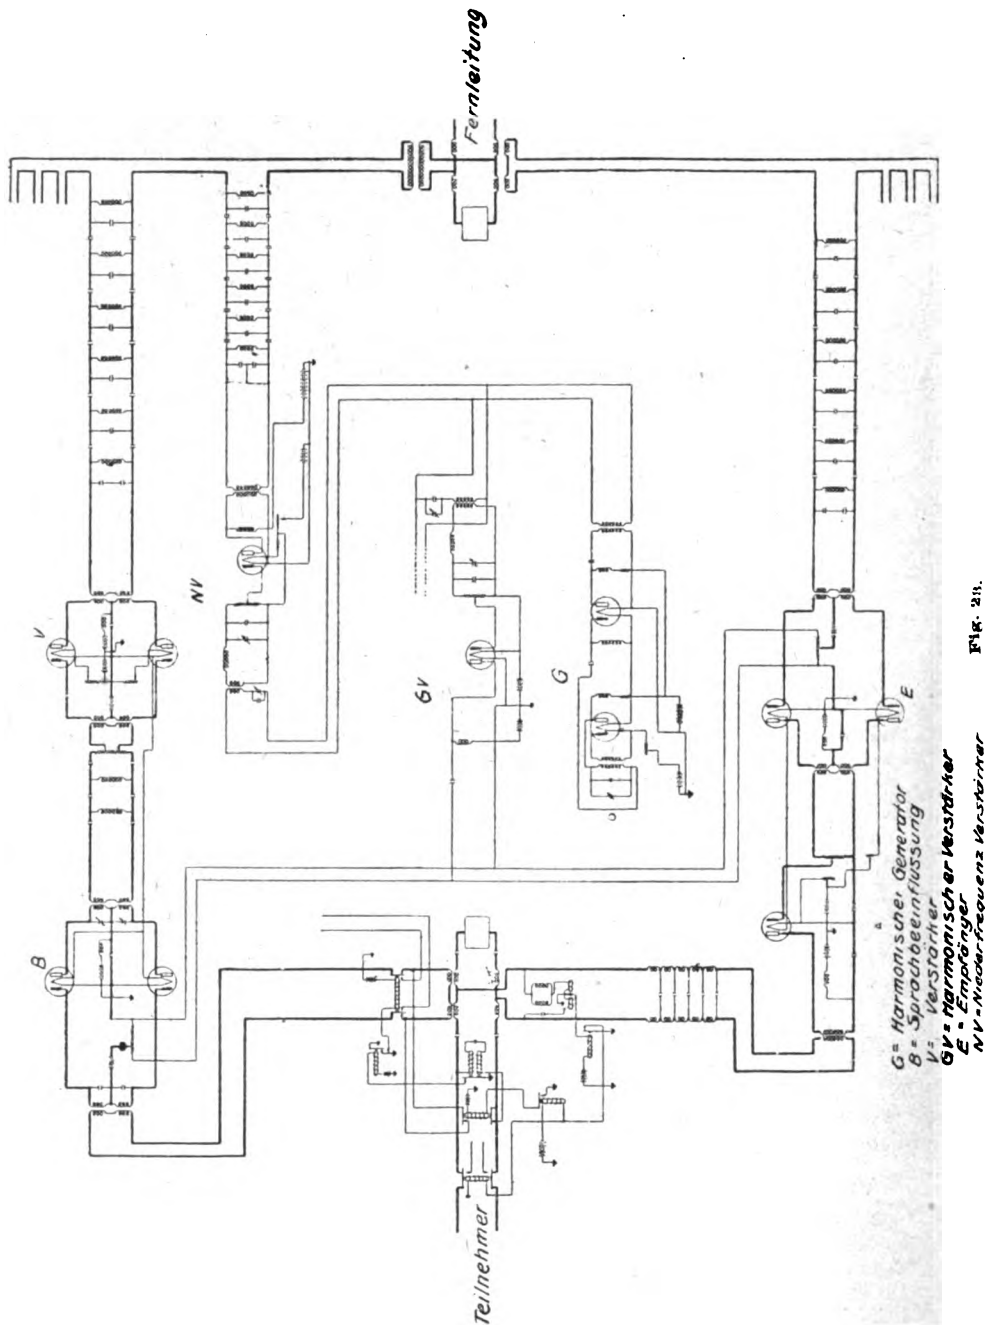 Fernleitung
V
NV
GV
G
E
B
Teilnehmer
G = Harmonischer Generator
B = Sprachbeeinflussung
V = Verstärker
GV = Harmonischer Verstärker
E = Empfänger
NV = Niederfrequenz Verstärker